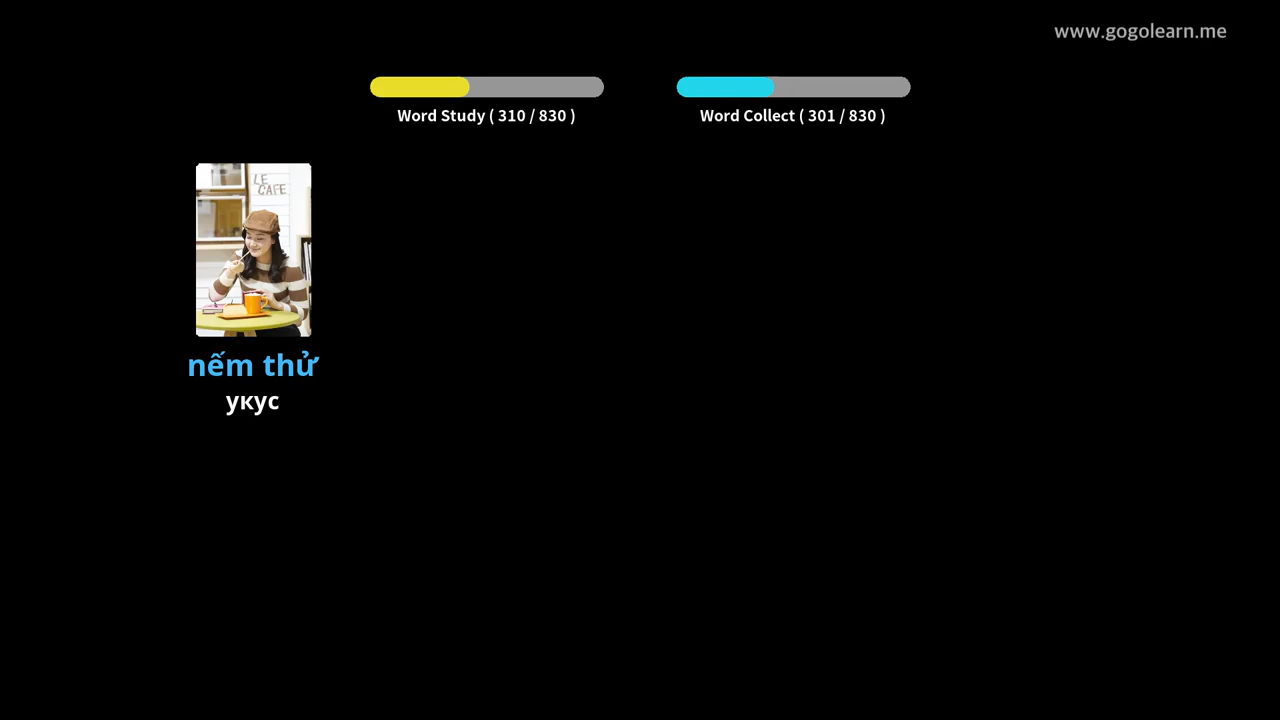 www.gogolearn.me
Word Study ( 310 / 830 )
Word Collect ( 301 / 830 )
LE
CAFE
nếm thử
укус